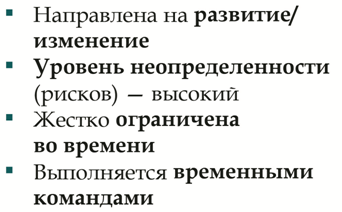 ▪ Направлена на развитие/
изменение
▪ Уровень неопределенности
(рисков) — высокий
▪ Жестко ограничена
во времени
▪ Выполняется временными
командами